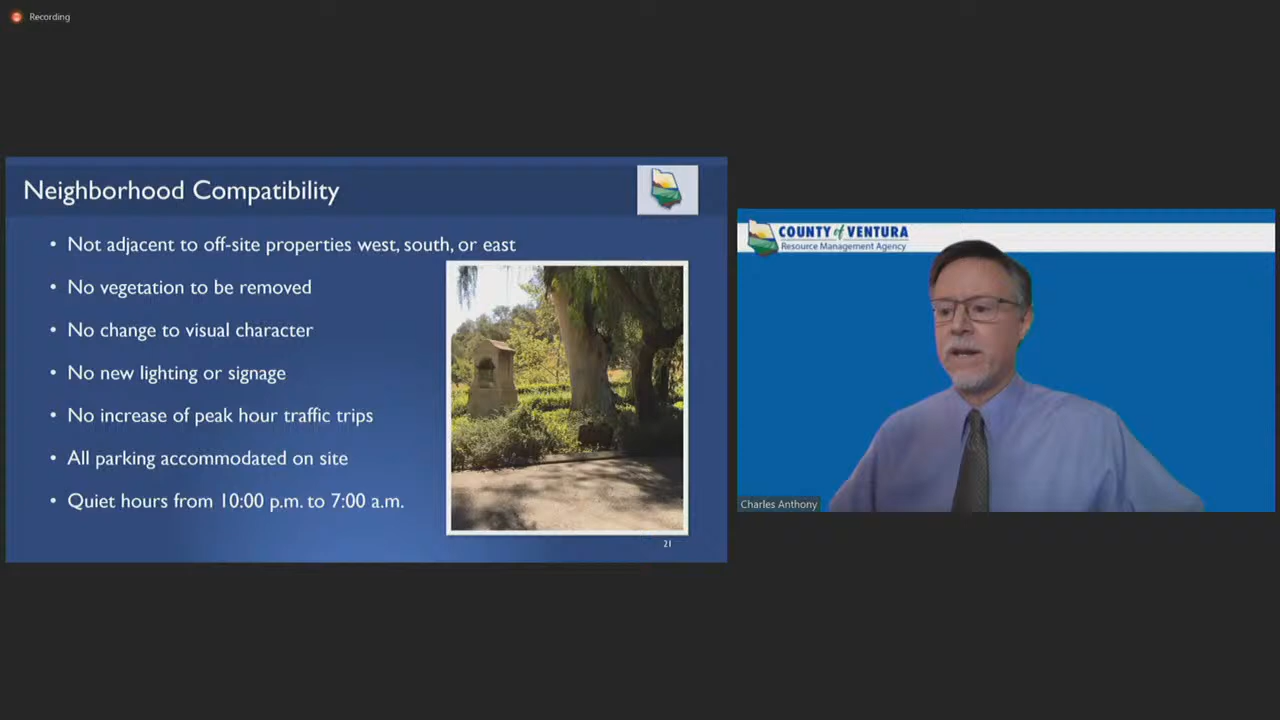 Recording
Neighborhood Compatibility
• Not adjacent to off-site properties west, south, or east
• No vegetation to be removed
• No change to visual character
• No new lighting or signage
• No increase of peak hour traffic trips
• All parking accommodated on site
• Quiet hours from 10:00 p.m. to 7:00 a.m.
21
COUNTY of VENTURA
Resource Management Agency
Charles Anthony